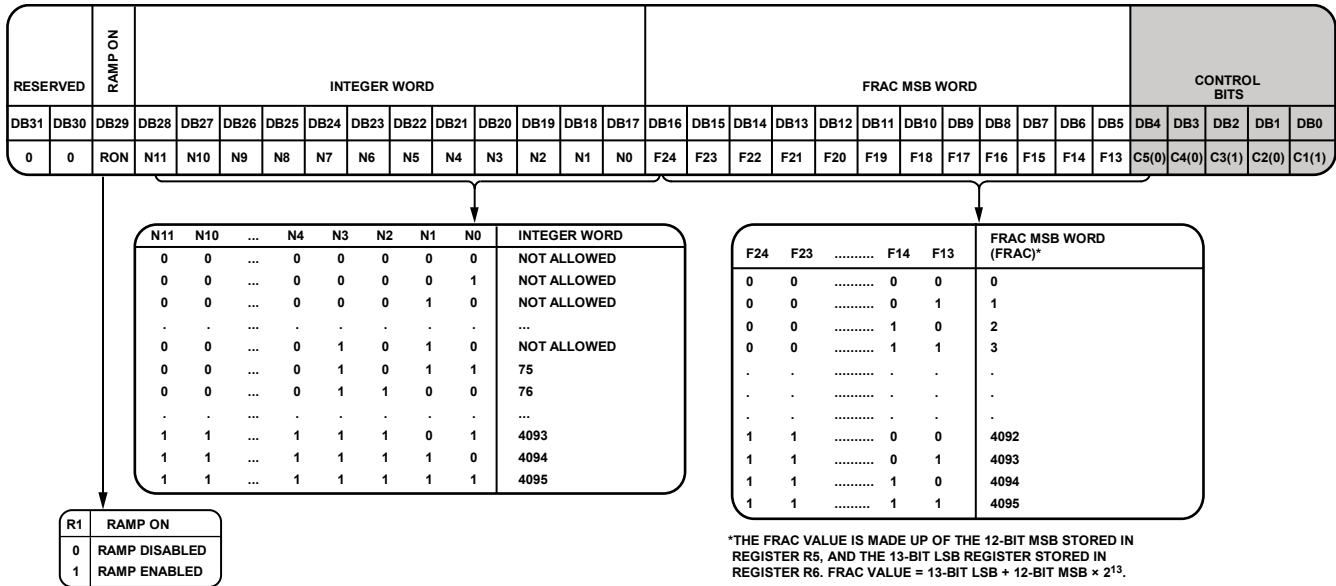 RESERVED RAMP ON INTEGER WORD FRAC MSB WORD CONTROL BITS
DB31 DB30 DB29 DB28 DB27 DB26 DB25 DB24 DB23 DB22 DB21 DB20 DB19 DB18 DB17 DB16 DB15 DB14 DB13 DB12 DB11 DB10 DB9 DB8 DB7 DB6 DB5 DB4 DB3 DB2 DB1 DB0
0 0 RON N11 N10 N9 N8 N7 N6 N5 N4 N3 N2 N1 N0 F24 F23 F22 F21 F20 F19 F18 F17 F16 F15 F14 F13 C5(0) C4(0) C3(1) C2(0) C1(1)
N11 N10 ... N4 N3 N2 N1 N0 INTEGER WORD
0 0 ... 0 0 0 0 0 NOT ALLOWED
0 0 ... 0 0 0 0 1 NOT ALLOWED
0 0 ... 0 0 0 1 0 NOT ALLOWED
. . ... . . . . . ...
0 0 ... 0 1 0 1 0 NOT ALLOWED
0 0 ... 0 1 0 1 1 75
0 0 ... 0 1 1 0 0 76
. . ... . . . . . ...
1 1 ... 1 1 1 0 1 4093
1 1 ... 1 1 1 1 0 4094
1 1 ... 1 1 1 1 1 4095
F24 F23 .......... F14 F13 FRAC MSB WORD (FRAC)*
0 0 .......... 0 0 0
0 0 .......... 0 1 1
0 0 .......... 1 0 2
0 0 .......... 1 1 3
. . .......... . . .
. . .......... . . .
. . .......... . . .
1 1 .......... 0 0 4092
1 1 .......... 0 1 4093
1 1 .......... 1 0 4094
1 1 .......... 1 1 4095
R1 RAMP ON
0 RAMP DISABLED
1 RAMP ENABLED
*THE FRAC VALUE IS MADE UP OF THE 12-BIT MSB STORED IN
REGISTER R5, AND THE 13-BIT LSB REGISTER STORED IN
REGISTER R6. FRAC VALUE = 13-BIT LSB + 12-BIT MSB × 2¹³.